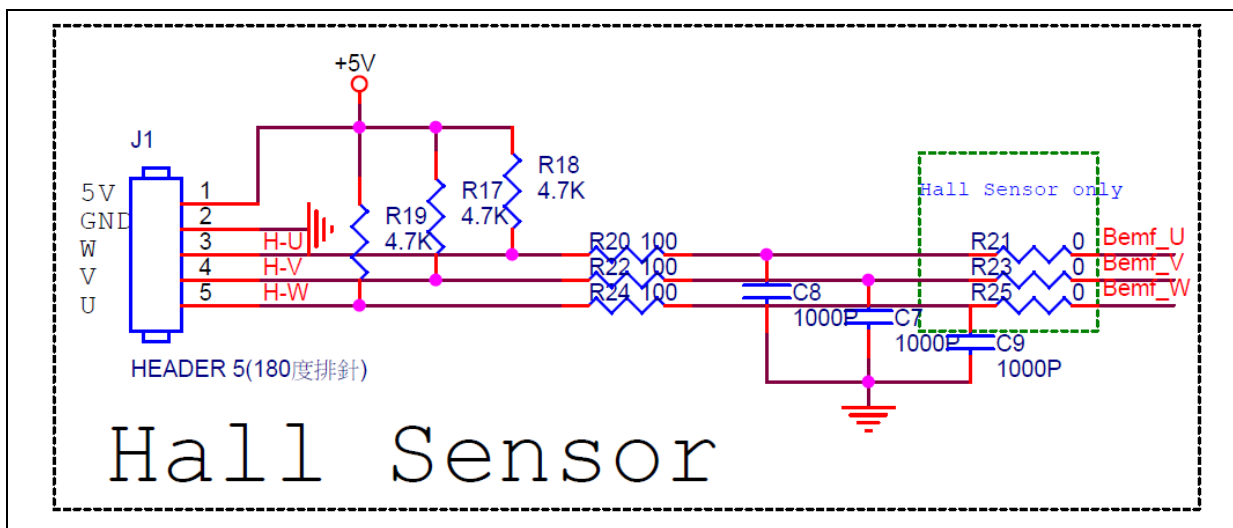 +5V
J1
5V
GND
W
V
U
1
2
3
4
5
H-U
H-V
H-W
R18
4.7K
R17
4.7K
R19
4.7K
R20 100
R22 100
R24 100
C8
1000P
C7
1000P
C9
1000P
Hall Sensor only
R21 0
R23 0
R25 0
Bemf_U
Bemf_V
Bemf_W
HEADER 5(180度排針)
Hall Sensor